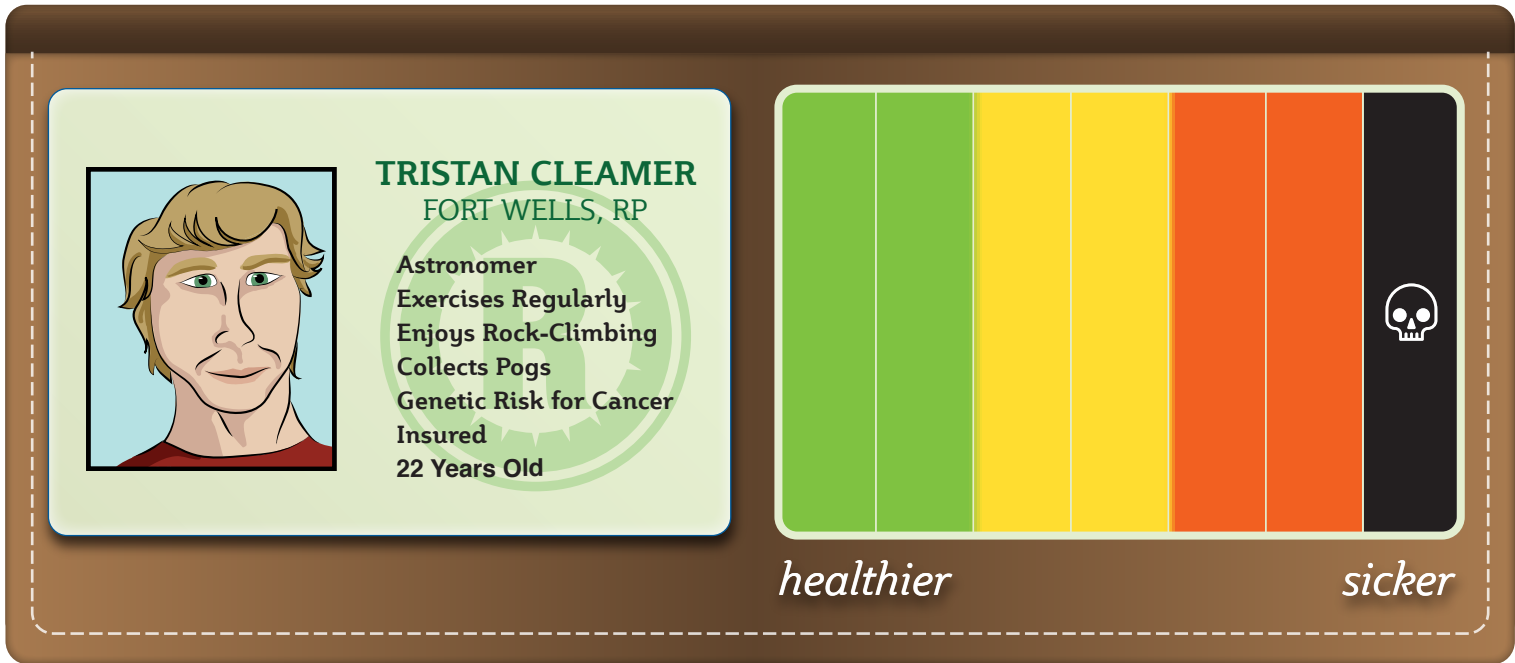 TRISTAN CLEAMER
FORT WELLS, RP
R
Astronomer
Exercises Regularly
Enjoys Rock-Climbing
Collects Pogs
Genetic Risk for Cancer
Insured
22 Years Old
healthier
sicker